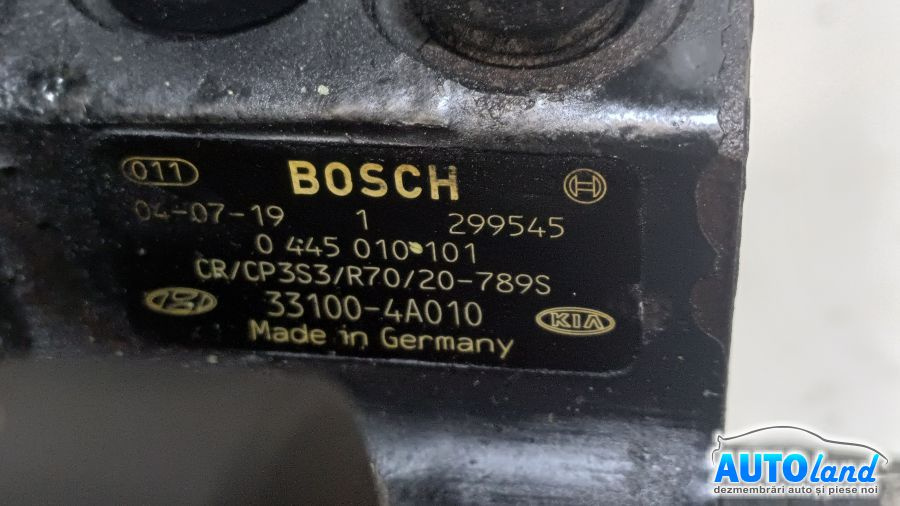 011 BOSCH
04-07-19 1 299545
0 445 010 101
CR/CP3S3/R70/20-789S
33100-4A010 KIA
Made in Germany
AUTOland
dezmembrări auto și piese noi